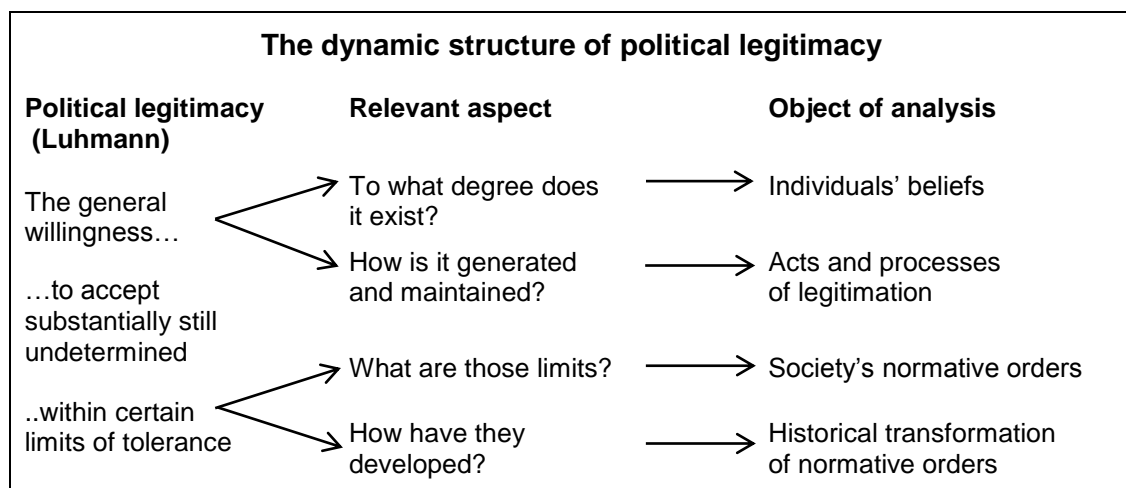 The dynamic structure of political legitimacy
Political legitimacy
(Luhmann)
Relevant aspect
Object of analysis
The general
willingness…
To what degree does
it exist?
Individuals’ beliefs
How is it generated
and maintained?
Acts and processes
of legitimation
…to accept
substantially still
undetermined
What are those limits?
Society’s normative orders
..within certain
limits of tolerance
How have they
developed?
Historical transformation
of normative orders